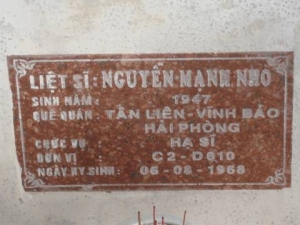 LIỆT SĨ: NGUYỄN MẠNH NHO
SINH NĂM: 1947
QUÊ QUÁN: TÂN LIÊN-VĨNH BẢO
HẢI PHÒNG
CHỨC VỤ: HẠ SĨ
ĐƠN VỊ: C2-D610
NGÀY HY SINH: 06-08-1968